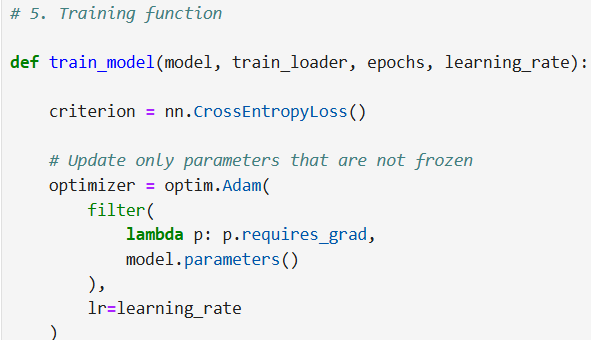 # 5. Training function
def train_model(model, train_loader, epochs, learning_rate):
criterion = nn.CrossEntropyLoss()
# Update only parameters that are not frozen
optimizer = optim.Adam(
filter(
lambda p: p.requires_grad,
model.parameters()
),
lr=learning_rate
)